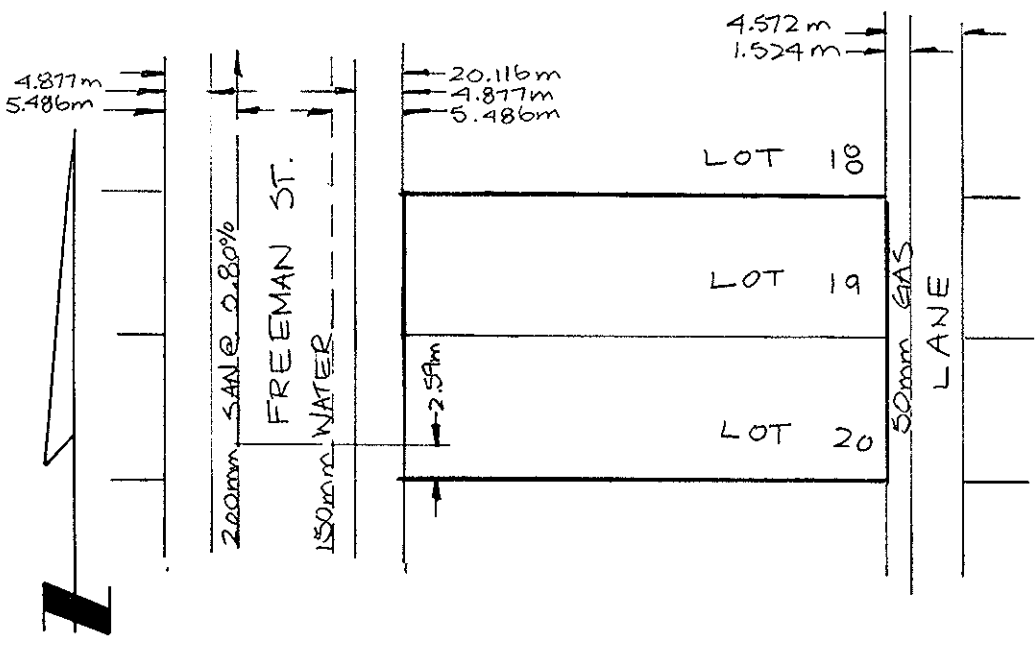 4.572m
1.524m
4.877m
5.486m
20.116m
4.877m
5.486m
LOT 18
LOT 19
LOT 20
200mm SAN @ 0.80%
FREEMAN ST.
150mm WATER
2.59m
50mm GAS
LANE
N